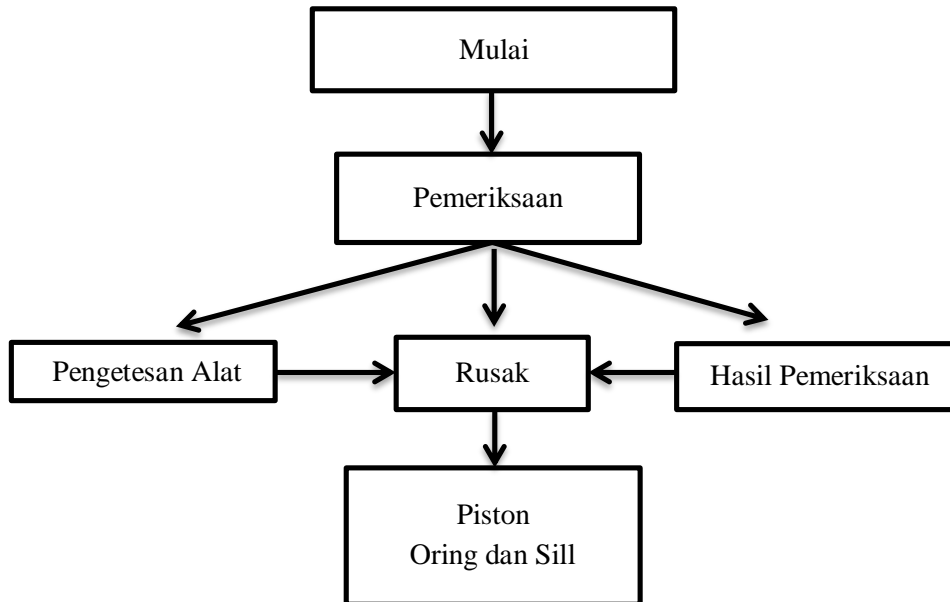 Mulai
Pemeriksaan
Pengetesan Alat
Rusak
Hasil Pemeriksaan
Piston
Oring dan Sill